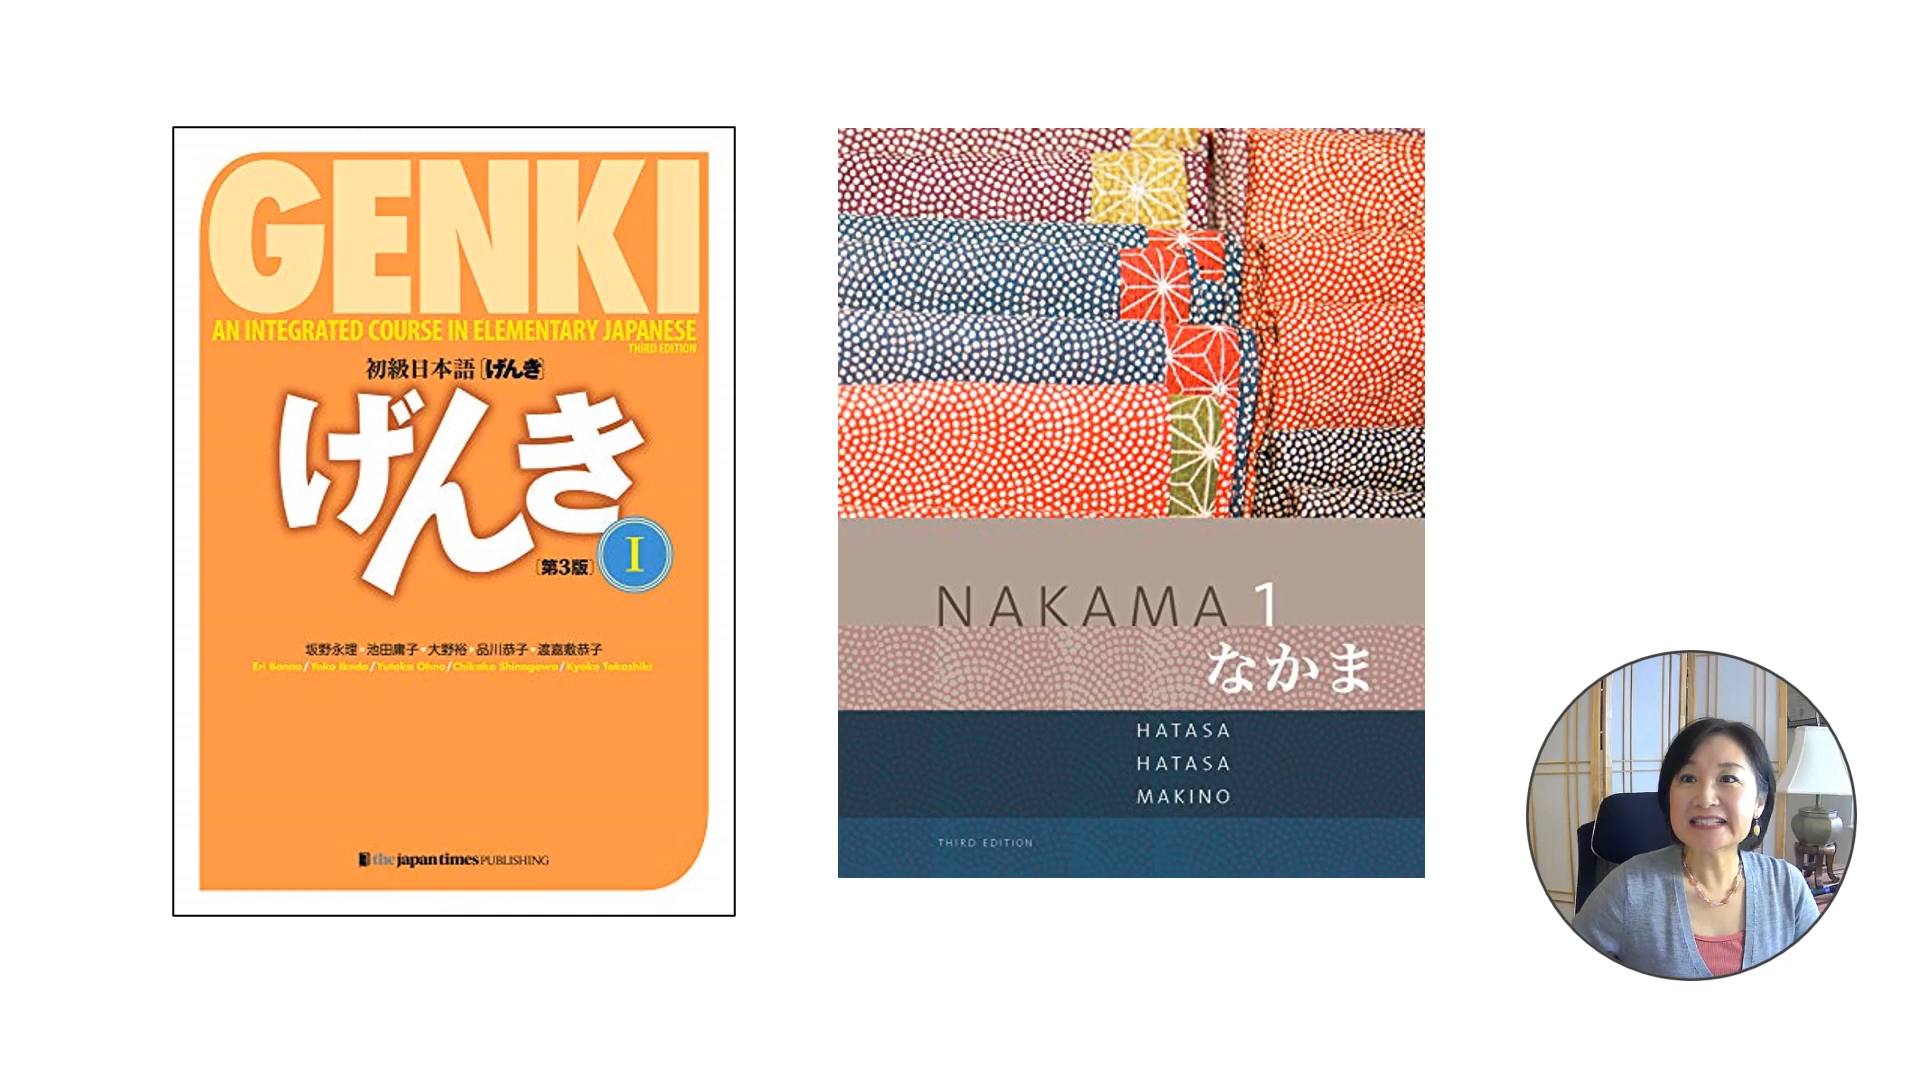 GENKI
AN INTEGRATED COURSE IN ELEMENTARY JAPANESE
THIRD EDITION
初級日本語[げんき]
げんき
[第3版]
I
坂野永理・池田庸子・大野裕・品川恭子・渡嘉敷恭子
Eri Banno/Yoko Ikeda/Yutaka Ohno/Chikako Shinagawa/Kyoko Tokashiki
the japan times PUBLISHING
NAKAMA 1
なかま
HATASA
HATASA
MAKINO
THIRD EDITION